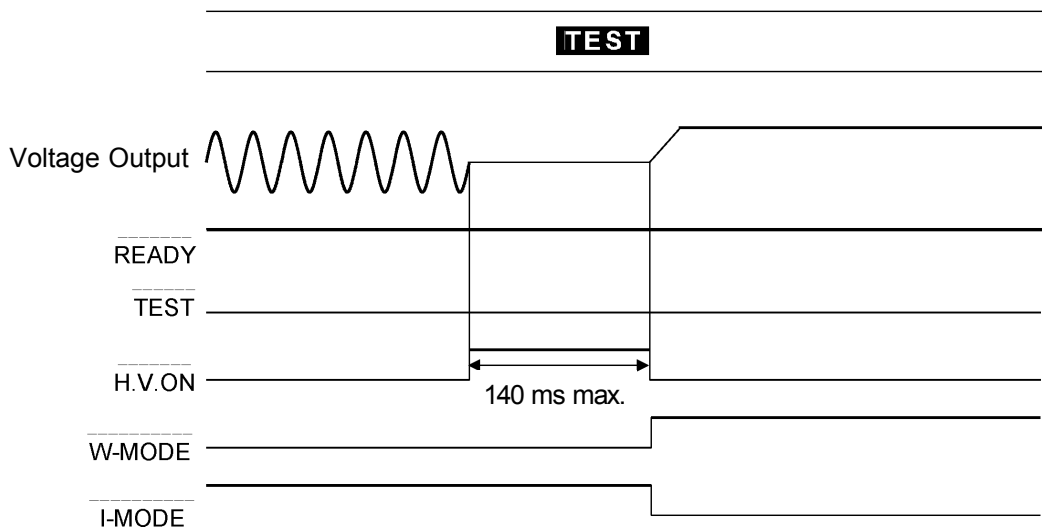 TEST
Voltage Output
READY
TEST
H.V.ON
140 ms max.
W-MODE
I-MODE